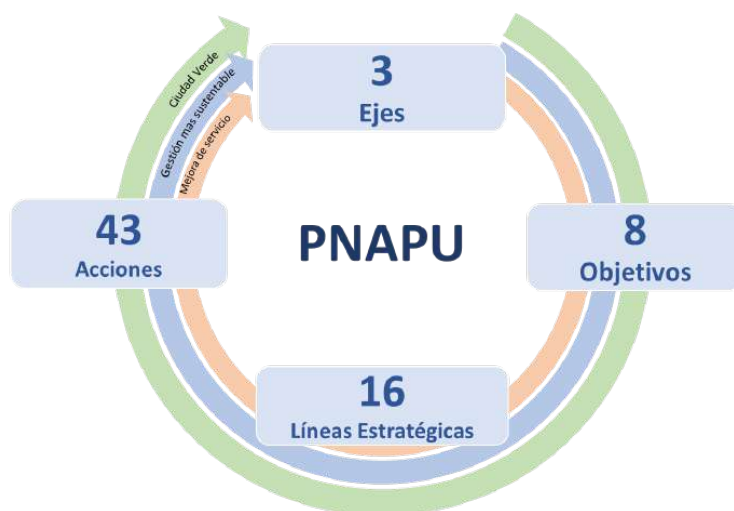 3
Ejes
Ciudad Verde
Gestión mas sustentable
Mejora de servicio
43
Acciones
PNAPU
8
Objetivos
16
Líneas Estratégicas